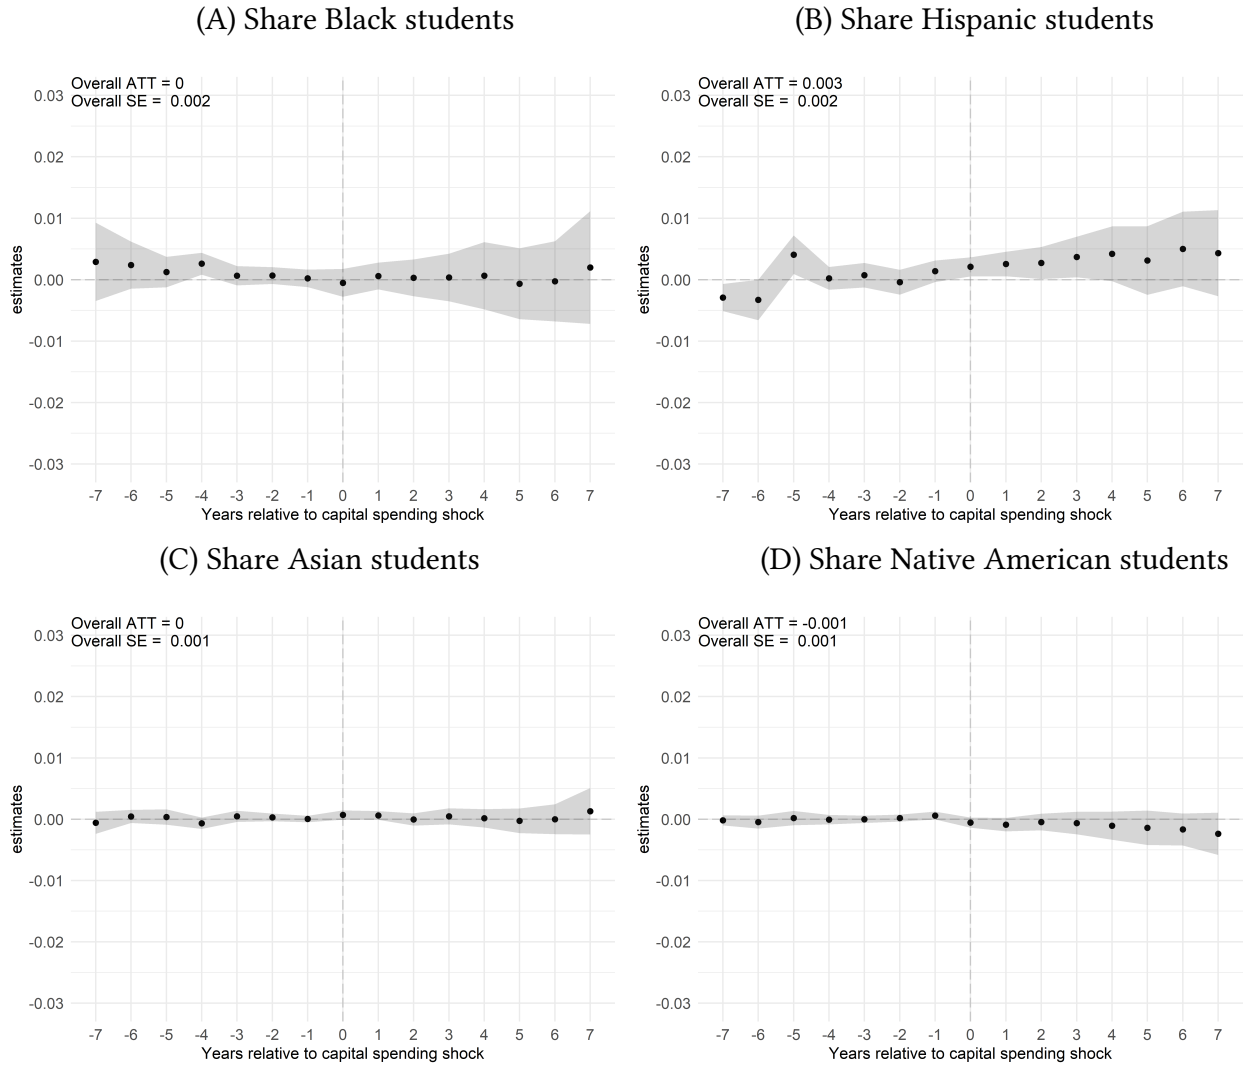 (A) Share Black students
Overall ATT = 0
Overall SE = 0.002
0.03
0.02
0.01
0.00
-0.01
-0.02
-0.03
estimates
-7 -6 -5 -4 -3 -2 -1 0 1 2 3 4 5 6 7
Years relative to capital spending shock
(B) Share Hispanic students
Overall ATT = 0.003
Overall SE = 0.002
0.03
0.02
0.01
0.00
-0.01
-0.02
-0.03
estimates
-7 -6 -5 -4 -3 -2 -1 0 1 2 3 4 5 6 7
Years relative to capital spending shock
(C) Share Asian students
Overall ATT = 0
Overall SE = 0.001
0.03
0.02
0.01
0.00
-0.01
-0.02
-0.03
estimates
-7 -6 -5 -4 -3 -2 -1 0 1 2 3 4 5 6 7
Years relative to capital spending shock
(D) Share Native American students
Overall ATT = -0.001
Overall SE = 0.001
0.03
0.02
0.01
0.00
-0.01
-0.02
-0.03
estimates
-7 -6 -5 -4 -3 -2 -1 0 1 2 3 4 5 6 7
Years relative to capital spending shock